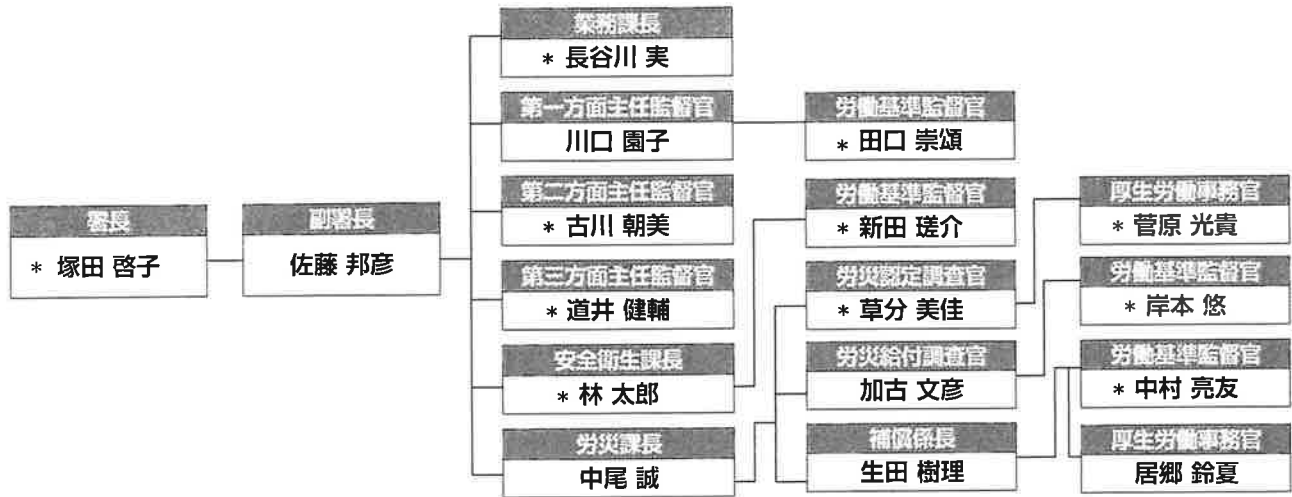 業務課長
* 長谷川 実
第一方面主任監督官
川口 園子
労働基準監督官
* 田口 崇頌
第二方面主任監督官
* 古川 朝美
労働基準監督官
* 新田 瑳介
厚生労働事務官
* 菅原 光貴
署長
* 塚田 啓子
副署長
佐藤 邦彦
第三方面主任監督官
* 道井 健輔
労災認定調査官
* 草分 美佳
労働基準監督官
* 岸本 悠
安全衛生課長
* 林 太郎
労災給付調査官
加古 文彦
労働基準監督官
* 中村 亮友
労災課長
中尾 誠
補償係長
生田 樹理
厚生労働事務官
居郷 鈴夏